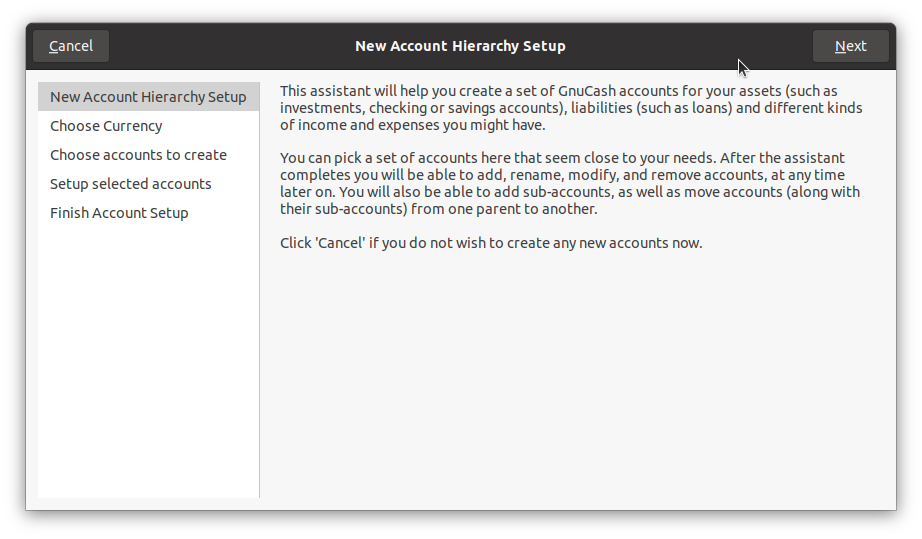 Cancel
New Account Hierarchy Setup
Next
New Account Hierarchy Setup
Choose Currency
Choose accounts to create
Setup selected accounts
Finish Account Setup
This assistant will help you create a set of GnuCash accounts for your assets (such as
investments, checking or savings accounts), liabilities (such as loans) and different kinds
of income and expenses you might have.
You can pick a set of accounts here that seem close to your needs. After the assistant
completes you will be able to add, rename, modify, and remove accounts, at any time
later on. You will also be able to add sub-accounts, as well as move accounts (along with
their sub-accounts) from one parent to another.
Click 'Cancel' if you do not wish to create any new accounts now.